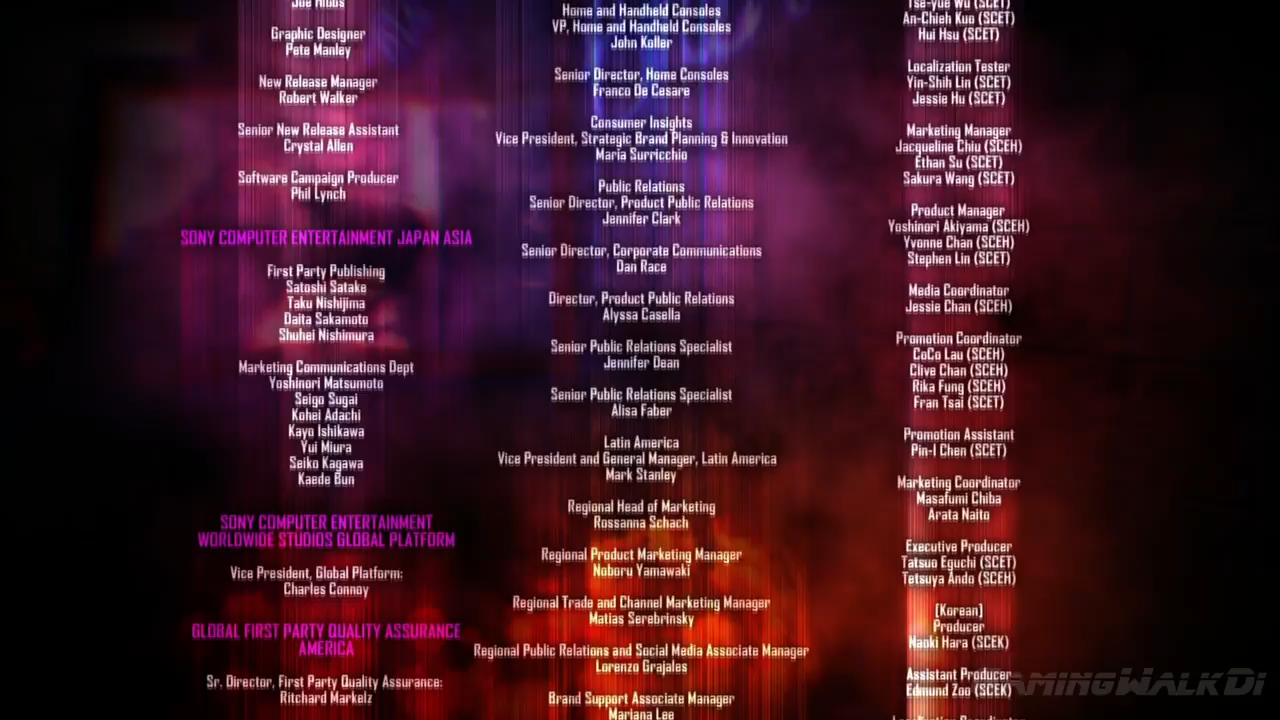 Joe Hibbs
Graphic Designer
Pete Manley
New Release Manager
Robert Walker
Senior New Release Assistant
Crystal Allen
Software Campaign Producer
Phil Lynch
SONY COMPUTER ENTERTAINMENT JAPAN ASIA
First Party Publishing
Satoshi Satake
Taku Nishijima
Daita Sakamoto
Shuhei Nishimura
Marketing Communications Dept
Yoshinori Matsumoto
Seigo Sugai
Kohei Adachi
Kayo Ishikawa
Yui Miura
Seiko Kagawa
Kaede Bun
SONY COMPUTER ENTERTAINMENT
WORLDWIDE STUDIOS GLOBAL PLATFORM
Vice President, Global Platform:
Charles Connoy
GLOBAL FIRST PARTY QUALITY ASSURANCE
AMERICA
Sr. Director, First Party Quality Assurance:
Ritchard Markelz
Home and Handheld Consoles
VP, Home and Handheld Consoles
John Koller
Senior Director, Home Consoles
Franco De Cesare
Consumer Insights
Vice President, Strategic Brand Planning & Innovation
Maria Surricchio
Public Relations
Senior Director, Product Public Relations
Jennifer Clark
Senior Director, Corporate Communications
Dan Race
Director, Product Public Relations
Alyssa Casella
Senior Public Relations Specialist
Jennifer Dean
Senior Public Relations Specialist
Alisa Faber
Latin America
Vice President and General Manager, Latin America
Mark Stanley
Regional Head of Marketing
Rossanna Schach
Regional Product Marketing Manager
Noboru Yamawaki
Regional Trade and Channel Marketing Manager
Matias Serebrinsky
Regional Public Relations and Social Media Associate Manager
Lorenzo Grajales
Brand Support Associate Manager
Mariana Lee
Tse-yue Wu (SCET)
An-Chieh Kuo (SCET)
Hui Hsu (SCET)
Localization Tester
Yin-Shih Lin (SCET)
Jessie Hu (SCET)
Marketing Manager
Jacqueline Chiu (SCEH)
Ethan Su (SCET)
Sakura Wang (SCET)
Product Manager
Yoshinori Akiyama (SCEH)
Yvonne Chan (SCEH)
Stephen Lin (SCET)
Media Coordinator
Jessie Chan (SCEH)
Promotion Coordinator
CoCo Lau (SCEH)
Clive Chan (SCEH)
Rika Fung (SCEH)
Fran Tsai (SCET)
Promotion Assistant
Pin-I Chen (SCET)
Marketing Coordinator
Masafumi Chiba
Arata Naito
Executive Producer
Tatsuo Eguchi (SCET)
Tetsuya Ando (SCEH)
[Korean]
Producer
Naoki Hara (SCEK)
Assistant Producer
Edmund Zoo (SCEK)